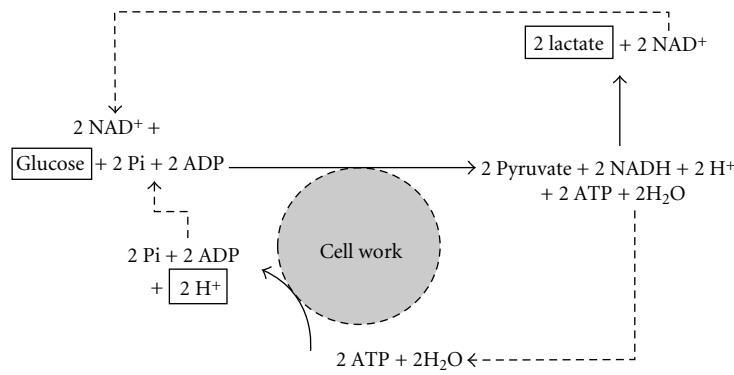 2 lactate + 2 NAD⁺
2 NAD⁺ +
Glucose + 2 Pi + 2 ADP
2 Pyruvate + 2 NADH + 2 H⁺
+ 2 ATP + 2H₂O
Cell work
2 Pi + 2 ADP
+ 2 H⁺
2 ATP + 2H₂O